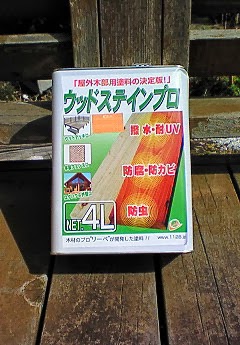 「屋外木部用塗料の決定版!」
ウッドステインプロ
撥水・耐UV
防腐・防カビ
防虫
NET. 4L
木材のプロ"リーベ"が開発した塗料!!